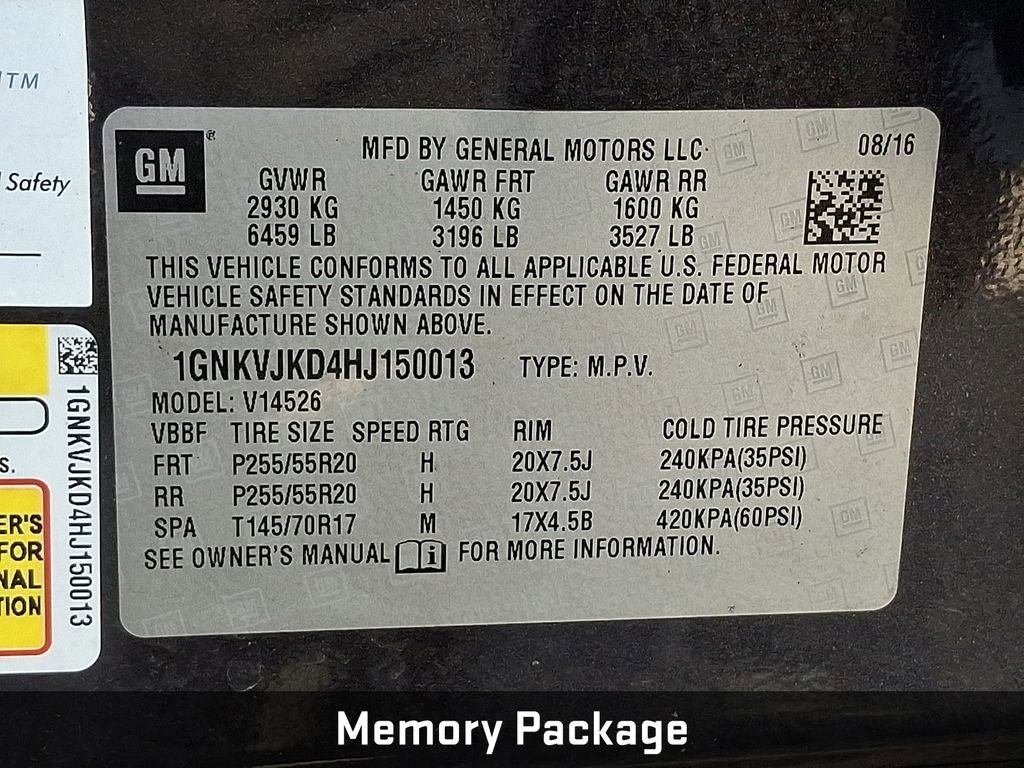 TM
Safety
GM
MFD BY GENERAL MOTORS LLC
08/16
GVWR GAWR FRT GAWR RR
2930 KG 1450 KG 1600 KG
6459 LB 3196 LB 3527 LB
THIS VEHICLE CONFORMS TO ALL APPLICABLE U.S. FEDERAL MOTOR
VEHICLE SAFETY STANDARDS IN EFFECT ON THE DATE OF
MANUFACTURE SHOWN ABOVE.
1GNKVJKD4HJ150013 TYPE: M.P.V.
MODEL: V14526
VBBF TIRE SIZE SPEED RTG RIM COLD TIRE PRESSURE
FRT P255/55R20 H 20X7.5J 240KPA(35PSI)
RR P255/55R20 H 20X7.5J 240KPA(35PSI)
SPA T145/70R17 M 17X4.5B 420KPA(60PSI)
SEE OWNER'S MANUAL i FOR MORE INFORMATION.
1GNKVJKD4HJ150013
S.
ER'S
FOR
NAL
TION
Memory Package